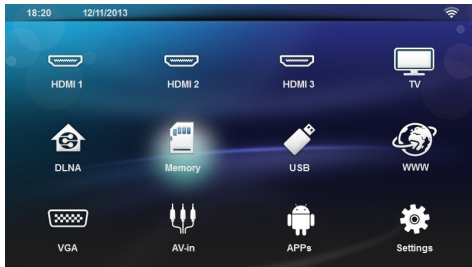 18:20 12/11/2013
HDMI 1 HDMI 2 HDMI 3 TV
DLNA Memory USB WWW
VGA AV-in APPs Settings